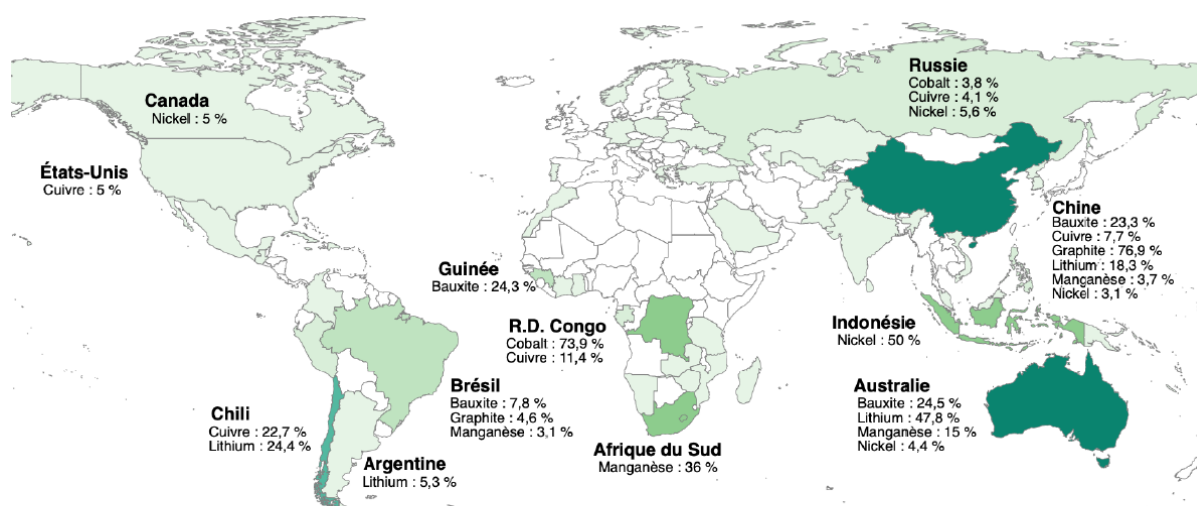 Canada
Nickel : 5 %
États-Unis
Cuivre : 5 %
Russie
Cobalt : 3,8 %
Cuivre : 4,1 %
Nickel : 5,6 %
Chine
Bauxite : 23,3 %
Cuivre : 7,7 %
Graphite : 76,9 %
Lithium : 18,3 %
Manganèse : 3,7 %
Nickel : 3,1 %
Guinée
Bauxite : 24,3 %
R.D. Congo
Cobalt : 73,9 %
Cuivre : 11,4 %
Indonésie
Nickel : 50 %
Brésil
Bauxite : 7,8 %
Graphite : 4,6 %
Manganèse : 3,1 %
Australie
Bauxite : 24,5 %
Lithium : 47,8 %
Manganèse : 15 %
Nickel : 4,4 %
Chili
Cuivre : 22,7 %
Lithium : 24,4 %
Argentine
Lithium : 5,3 %
Afrique du Sud
Manganèse : 36 %